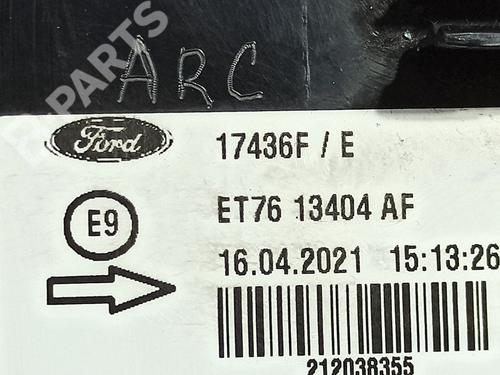 ARC
B-PARTS
Ford
17436F / E
E9
ET76 13404 AF
16.04.2021 15:13:26
212038355